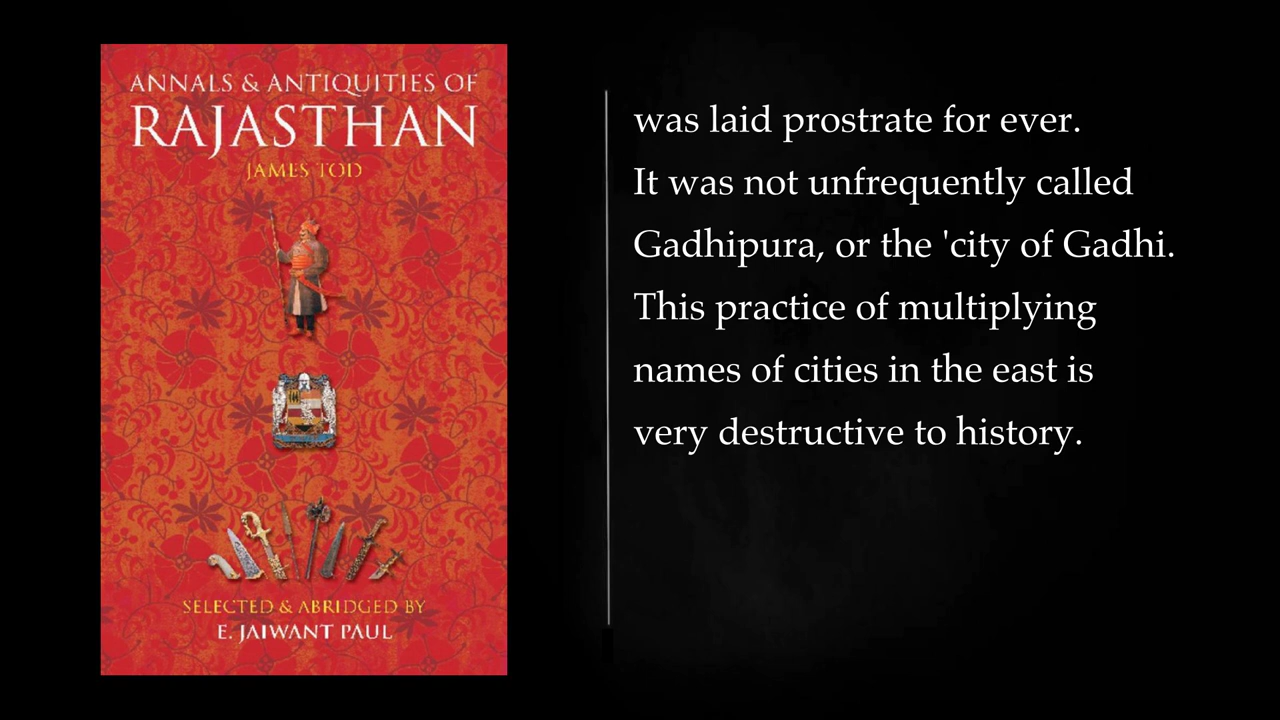 ANNALS & ANTIQUITIES OF
RAJASTHAN
JAMES TOD
SELECTED & ABRIDGED BY
E. JAIWANT PAUL
was laid prostrate for ever.
It was not unfrequently called
Gadhipura, or the 'city of Gadhi.
This practice of multiplying
names of cities in the east is
very destructive to history.